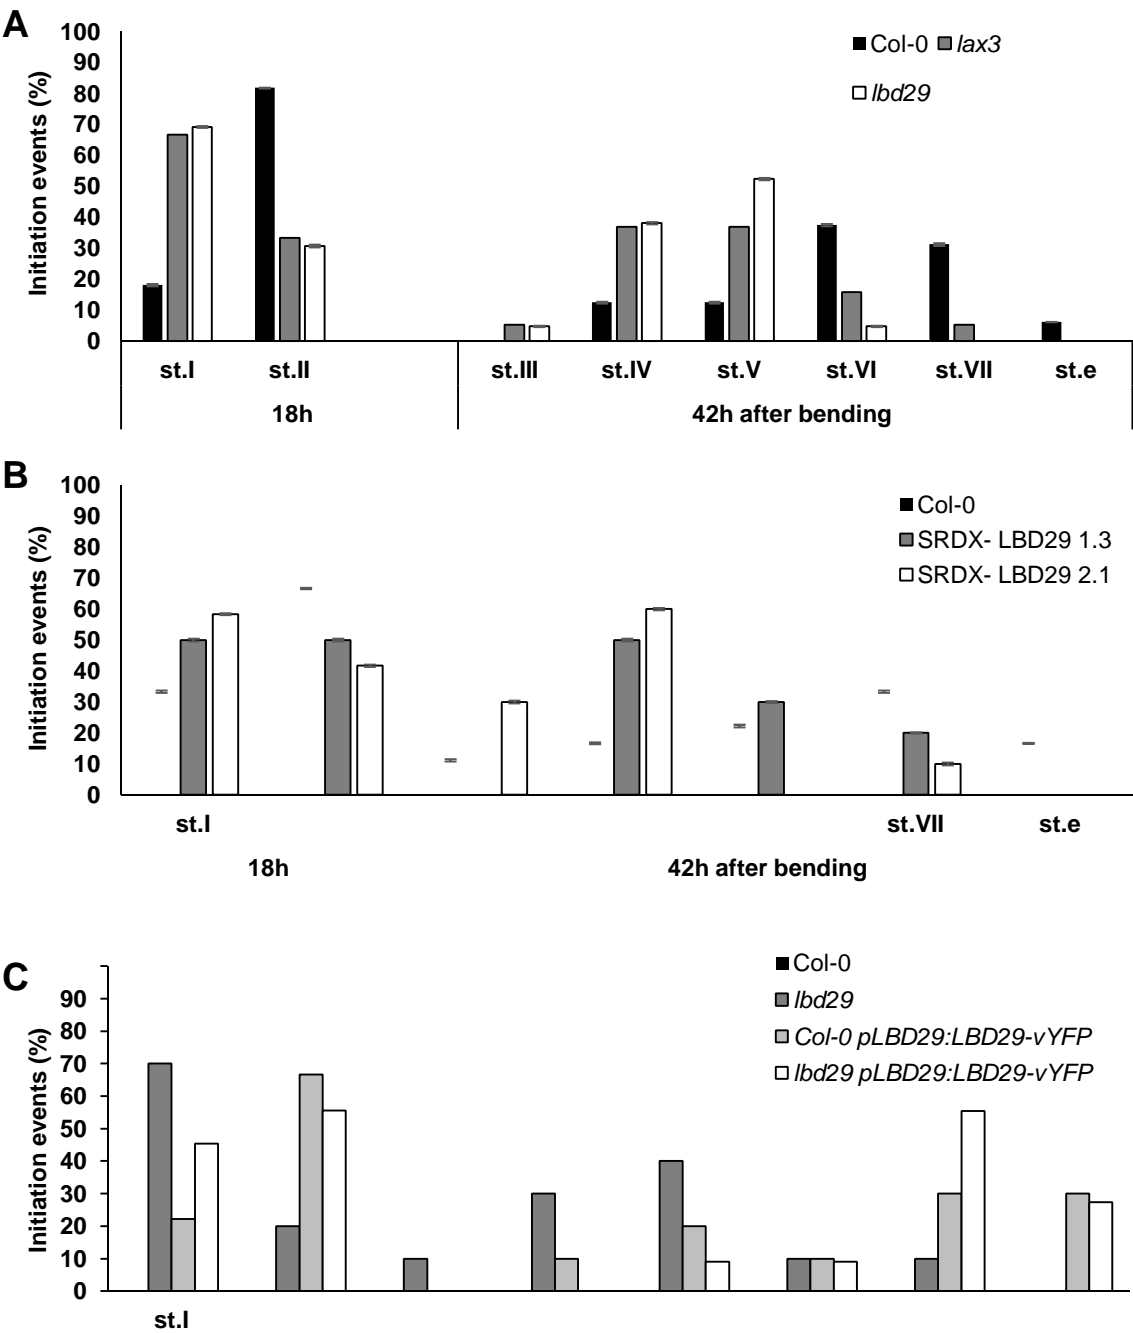 A
Initiation events (%)
100
90
80
70
60
50
40
30
20
10
0
Col-0 lax3
lbd29
st.I st.II st.III st.IV st.V st.VI st.VII st.e
18h 42h after bending
B
Initiation events (%)
100
90
80
70
60
50
40
30
20
10
0
Col-0
SRDX- LBD29 1.3
SRDX- LBD29 2.1
st.I st.VII st.e
18h 42h after bending
C
Initiation events (%)
90
80
70
60
50
40
30
20
10
0
Col-0
lbd29
Col-0 pLBD29:LBD29-vYFP
lbd29 pLBD29:LBD29-vYFP
st.I